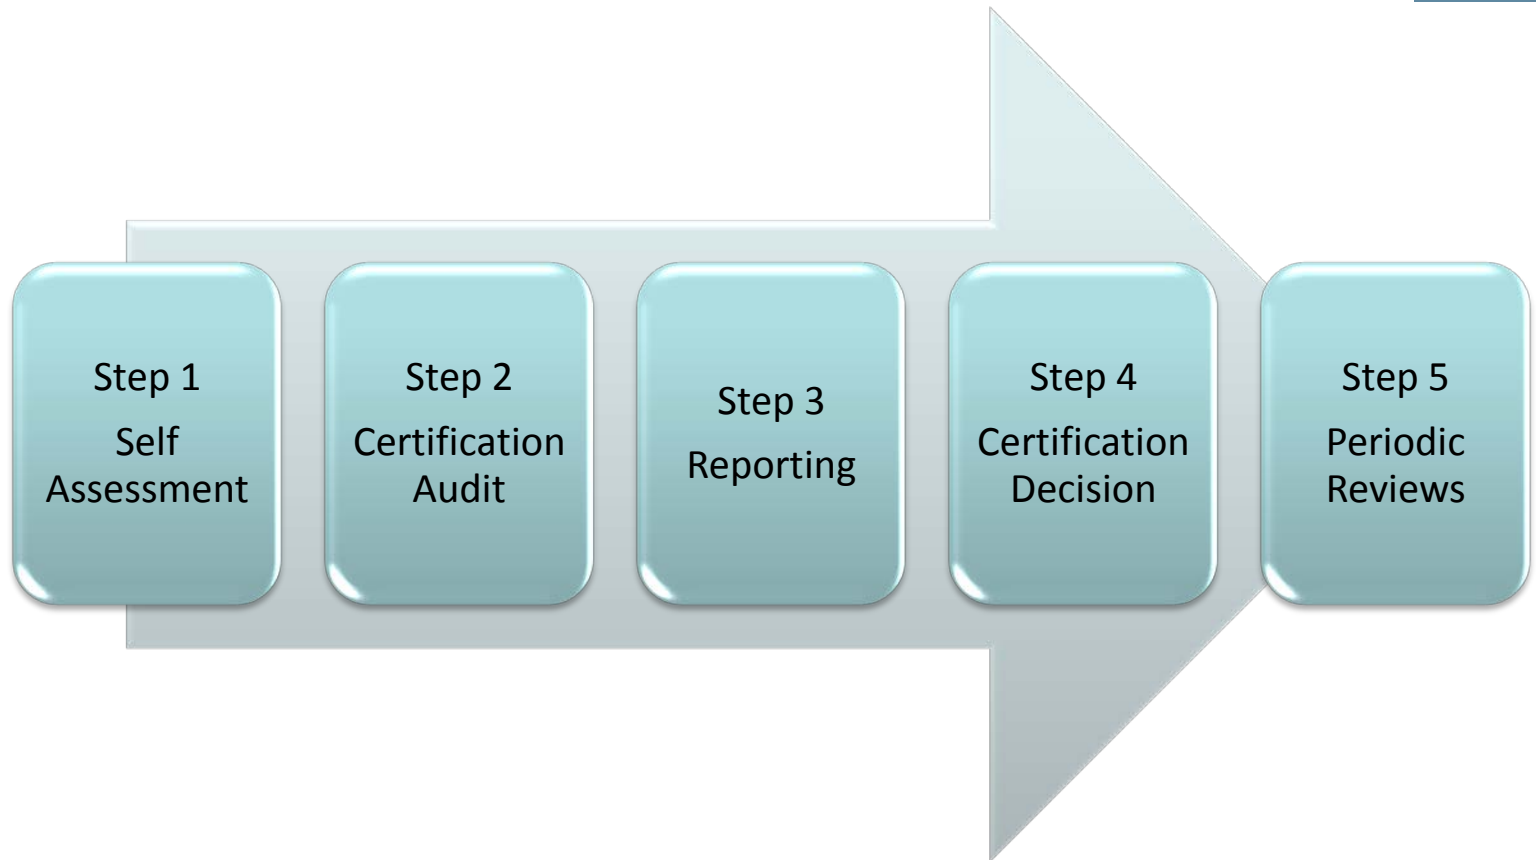 Step 1
Self
Assessment
Step 2
Certification
Audit
Step 3
Reporting
Step 4
Certification
Decision
Step 5
Periodic
Reviews